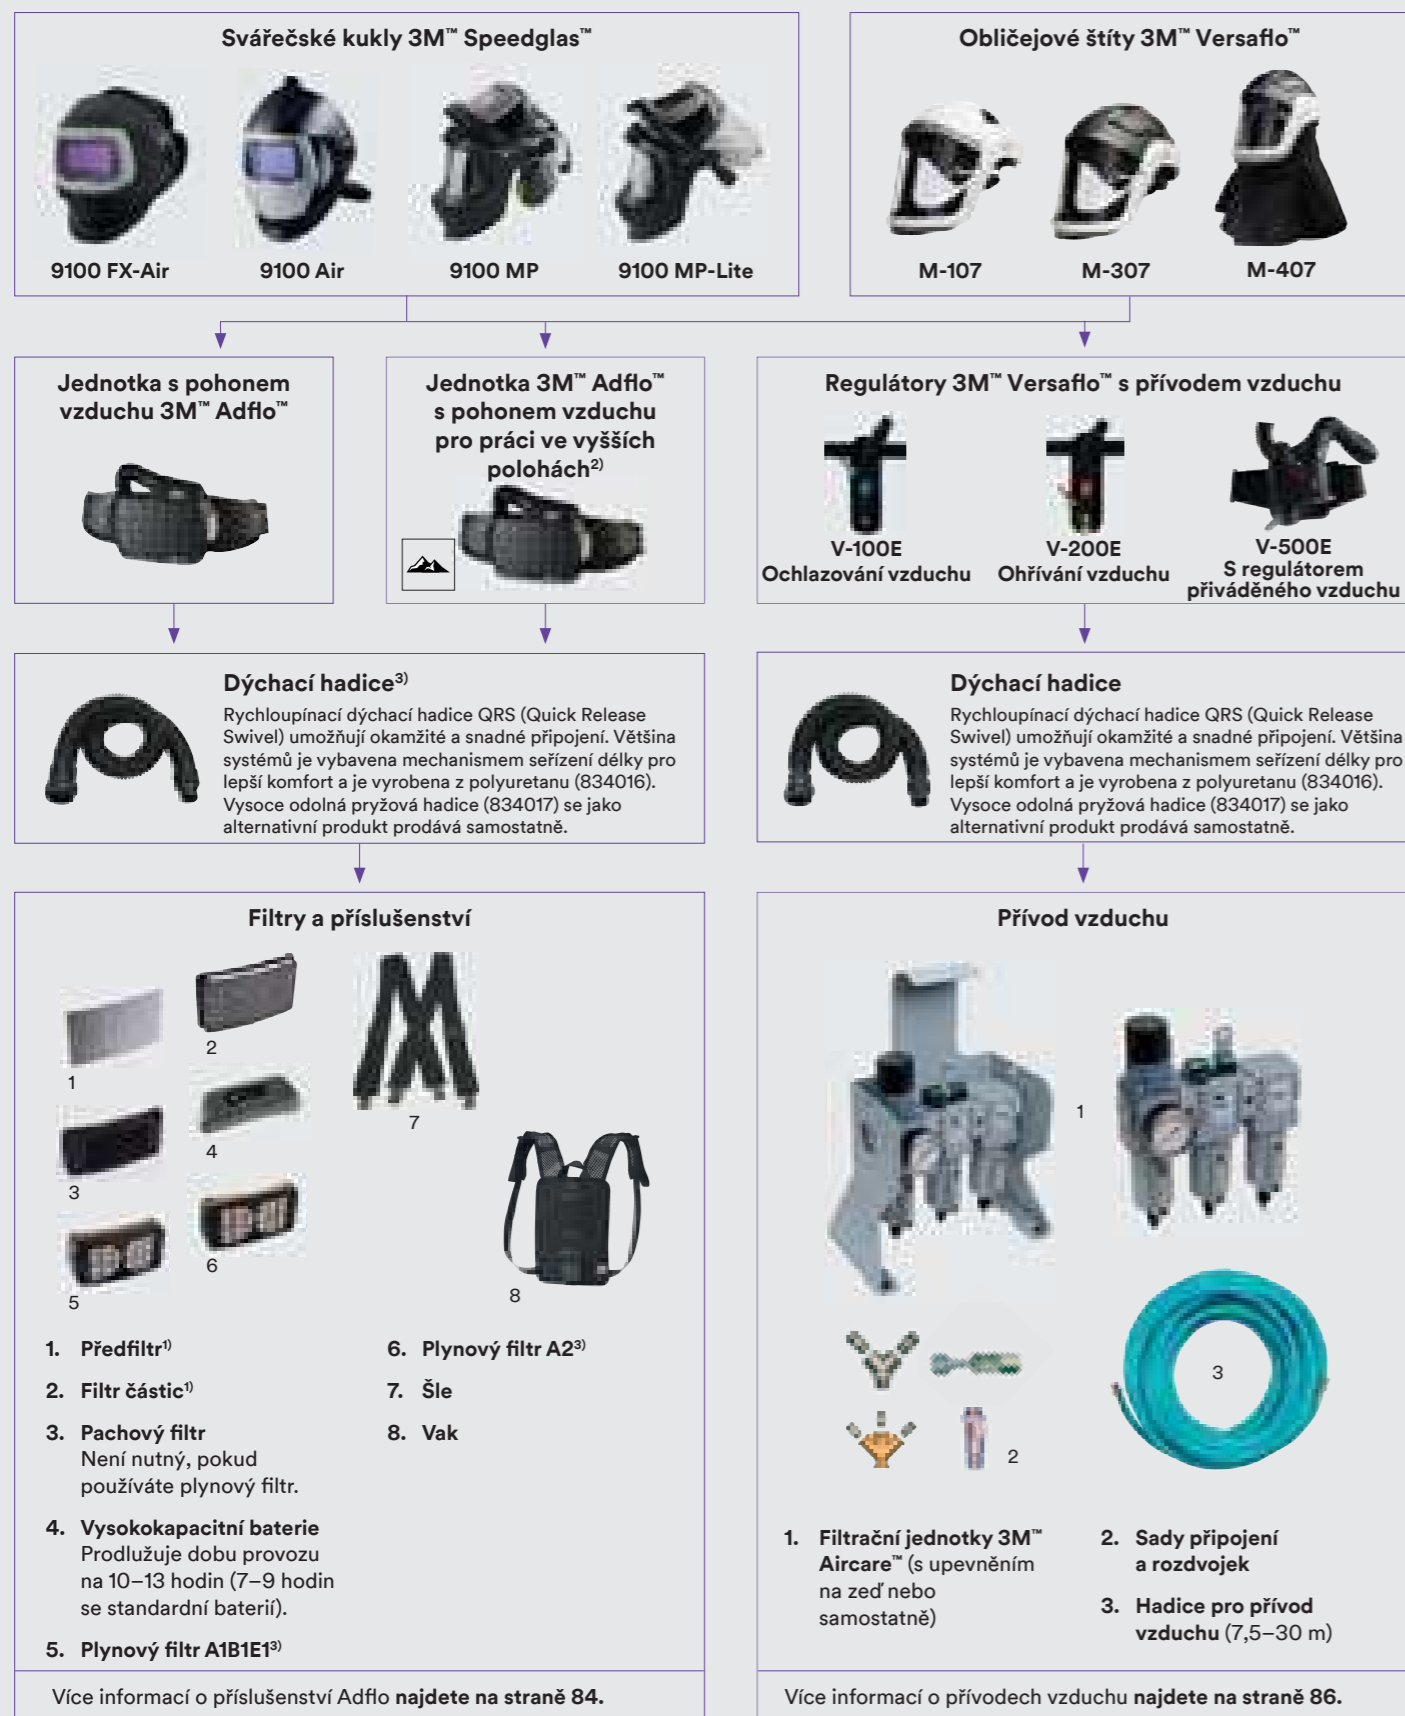 Svářečské kukly 3M™ Speedglas™
9100 FX-Air
9100 Air
9100 MP
9100 MP-Lite
Obličejové štíty 3M™ Versaflo™
M-107
M-307
M-407
Jednotka s pohonem
vzduchu 3M™ Adflo™
Jednotka 3M™ Adflo™
s pohonem vzduchu
pro práci ve vyšších
polohách2)
Regulátory 3M™ Versaflo™ s přívodem vzduchu
V-100E
Ochlazování vzduchu
V-200E
Ohřívání vzduchu
V-500E
S regulátorem
přiváděného vzduchu
Dýchací hadice3)
Rychloupínací dýchací hadice QRS (Quick Release
Swivel) umožňují okamžité a snadné připojení. Většina
systémů je vybavena mechanismem seřízení délky pro
lepší komfort a je vyrobena z polyuretanu (834016).
Vysoce odolná pryžová hadice (834017) se jako
alternativní produkt prodává samostatně.
Dýchací hadice
Rychloupínací dýchací hadice QRS (Quick Release
Swivel) umožňují okamžité a snadné připojení. Většina
systémů je vybavena mechanismem seřízení délky pro
lepší komfort a je vyrobena z polyuretanu (834016).
Vysoce odolná pryžová hadice (834017) se jako
alternativní produkt prodává samostatně.
Filtry a příslušenství
1
2
3
4
5
6
7
8
1. Předfiltr1)
2. Filtr částic1)
3. Pachový filtr
Není nutný, pokud
používáte plynový filtr.
4. Vysokokapacitní baterie
Prodlužuje dobu provozu
na 10–13 hodin (7–9 hodin
se standardní baterií).
5. Plynový filtr A1B1E13)
6. Plynový filtr A23)
7. Šle
8. Vak
Více informací o příslušenství Adflo najdete na straně 84.
Přívod vzduchu
1
2
3
1. Filtrační jednotky 3M™
Aircare™ (s upevněním
na zeď nebo
samostatně)
2. Sady připojení
a rozdvojek
3. Hadice pro přívod
vzduchu (7,5–30 m)
Více informací o přívodech vzduchu najdete na straně 86.